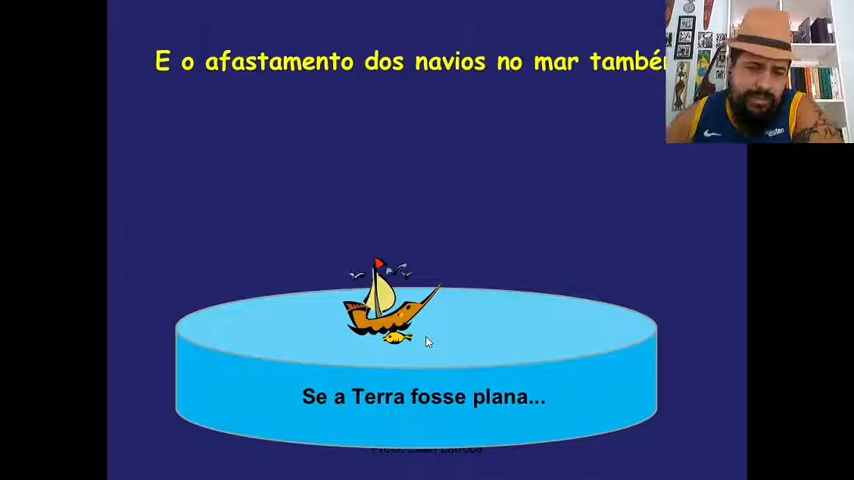 E o afastamento dos navios no mar també
Se a Terra fosse plana...